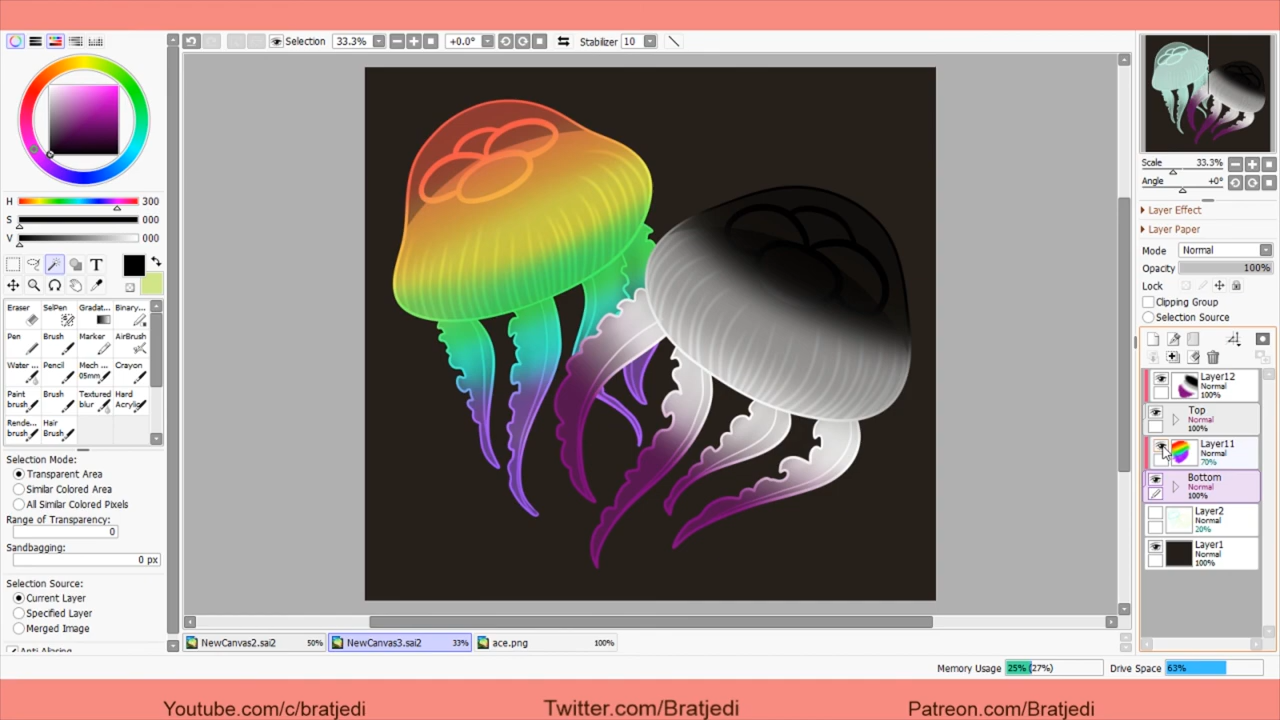 Selection 33.3% +0.0° Stabilizer 10
H 300
S 000
V 000
T
Eraser SelPen Gradat... Binary...
Pen Brush Marker AirBrush
Water ... Pencil Mech ... Crayon
05mm
Paint Brush Textured Hard
brush blur Acrylic
Rende... Hair
brush Brush
Selection Mode:
Transparent Area
Similar Colored Area
All Similar Colored Pixels
Range of Transparency:
0
Sandbagging:
0 px
Selection Source:
Current Layer
Specified Layer
Merged Image
Anti-Aliasing
NewCanvas2.sai2 50% NewCanvas3.sai2 33% ace.png 100%
Scale 33.3%
Angle +0°
Layer Effect
Layer Paper
Mode Normal
Opacity 100%
Lock
Clipping Group
Selection Source
Layer12
Normal
100%
Top
Normal
100%
Layer11
Normal
70%
Bottom
Normal
100%
Layer2
Normal
20%
Layer1
Normal
100%
Memory Usage 25% (27%) Drive Space 63%
Youtube.com/c/bratjedi Twitter.com/Bratjedi Patreon.com/Bratjedi